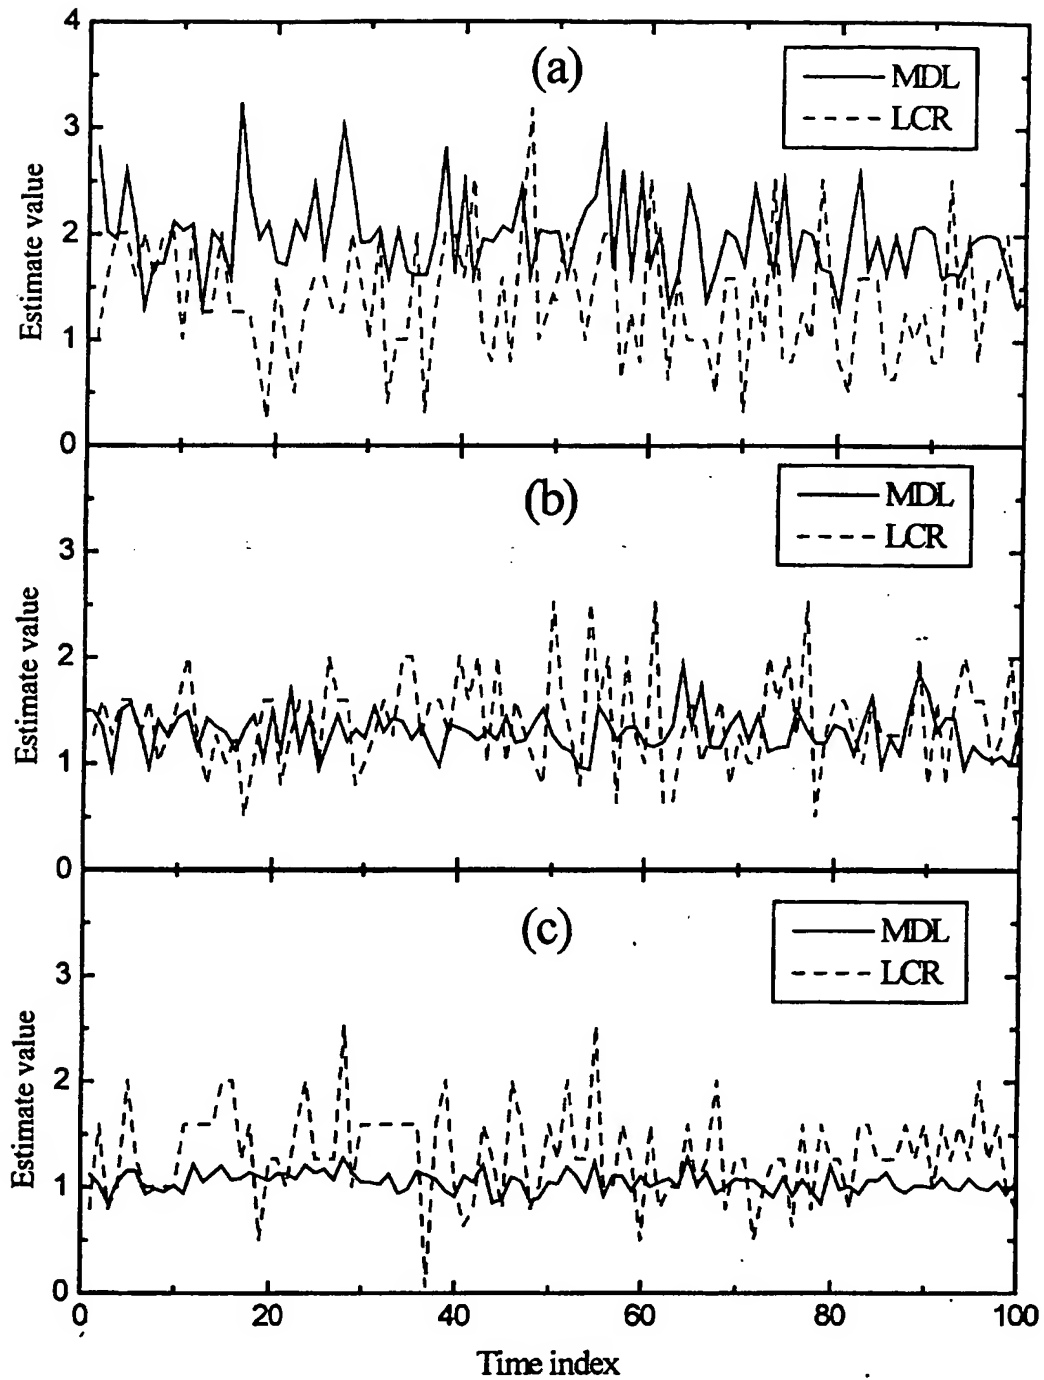 4
3
2
1
0
Estimate value
(a)
MDL
LCR
3
2
1
0
Estimate value
(b)
MDL
LCR
3
2
1
0
Estimate value
(c)
MDL
LCR
0 20 40 60 80 100
Time index